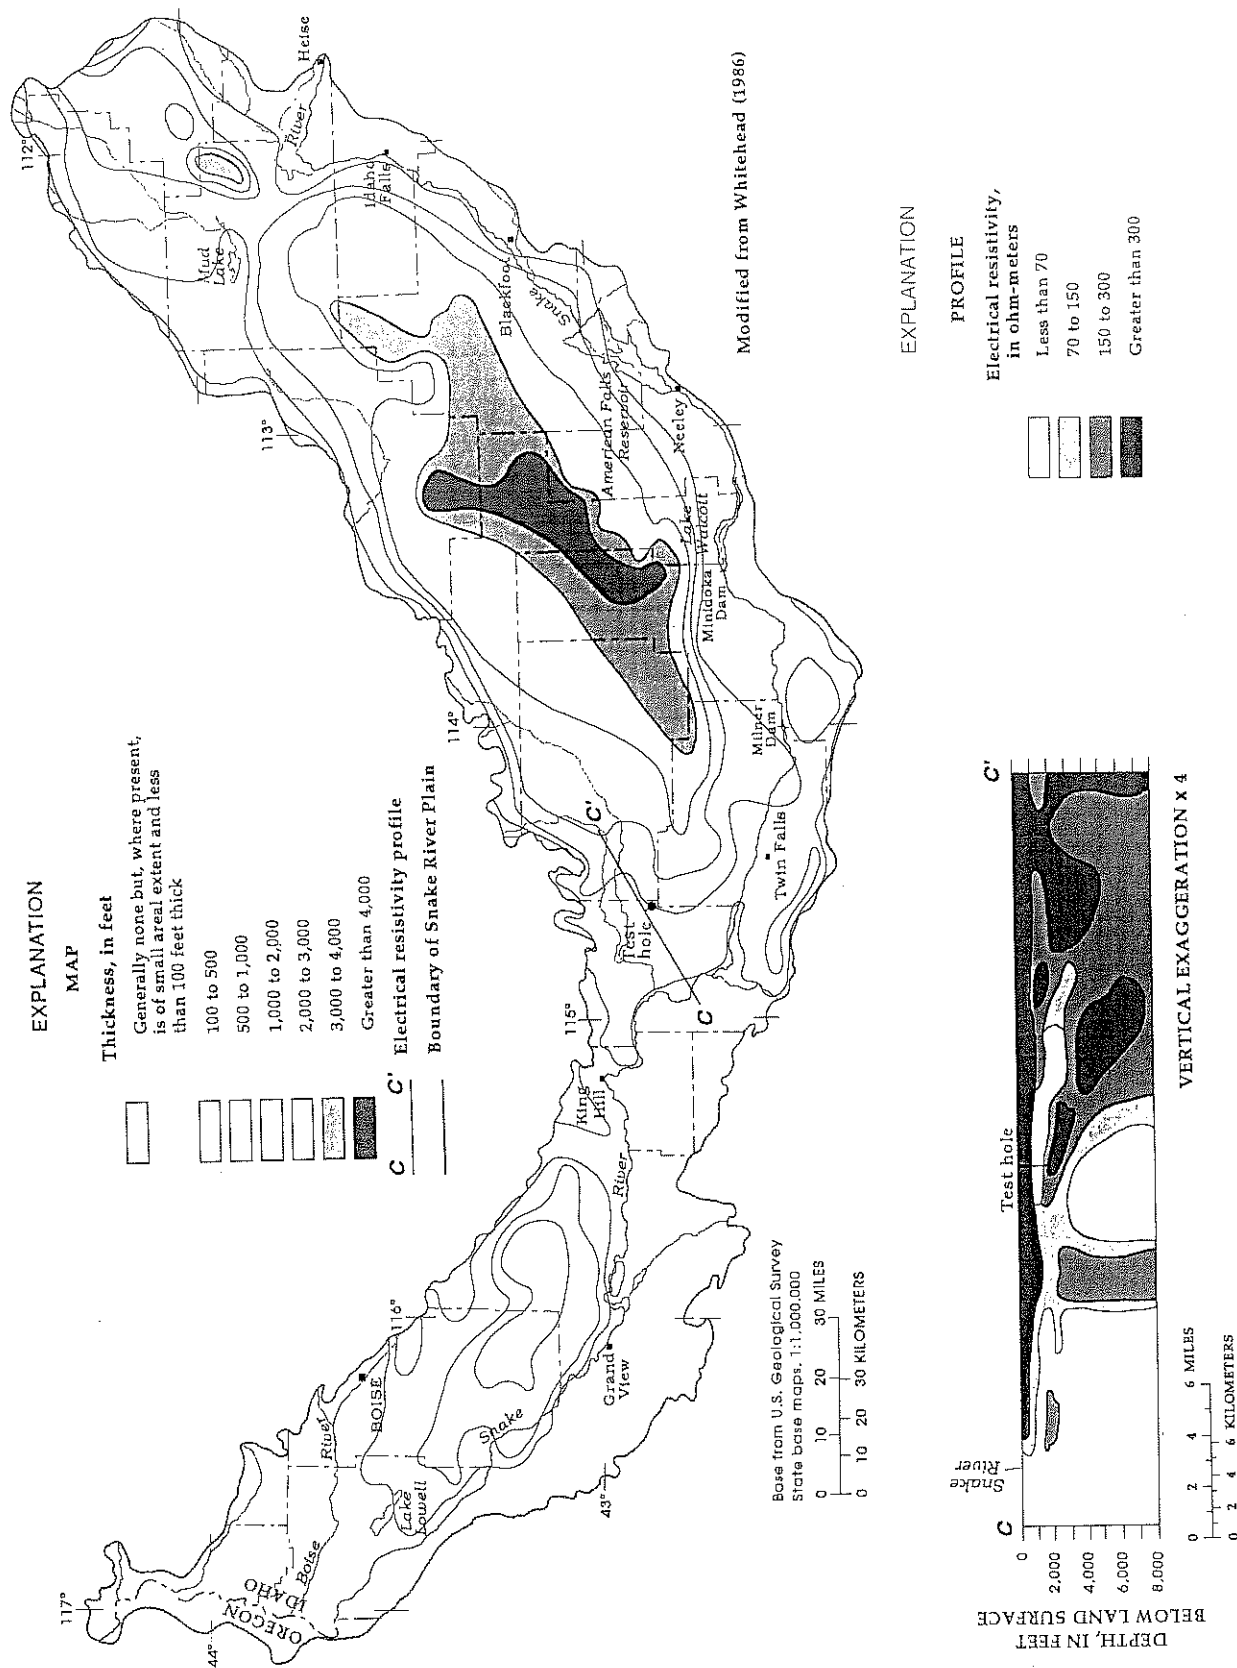 EXPLANATION
MAP
Thickness, in feet
Generally none but, where present,
is of small areal extent and less
than 100 feet thick
100 to 500
500 to 1,000
1,000 to 2,000
2,000 to 3,000
3,000 to 4,000
Greater than 4,000
C C' Electrical resistivity profile
Boundary of Snake River Plain
117°
116°
115°
114°
113°
112°
44°
43°
OREGON
IDAHO
Boise
River
BOISE
Lake
Lowell
Snake
River
Grand
View
King
Hill
C
C'
Test
hole
Twin Falls
Milner
Dam
Minidoka
Dam
Lake
Walcott
Neeley
American Falls
Reservoir
Snake
Blackfoot
Idaho
Falls
River
Heise
Mud
Lake
Modified from Whitehead (1986)
Base from U.S. Geological Survey
State base maps, 1:1,000,000
0 10 20 30 MILES
0 10 20 30 KILOMETERS
EXPLANATION
PROFILE
Electrical resistivity,
in ohm-meters
Less than 70
70 to 150
150 to 300
Greater than 300
C
C'
Snake
River
Test hole
0
2,000
4,000
6,000
8,000
DEPTH, IN FEET
BELOW LAND SURFACE
0 2 4 6 MILES
0 2 4 6 KILOMETERS
VERTICAL EXAGGERATION x 4